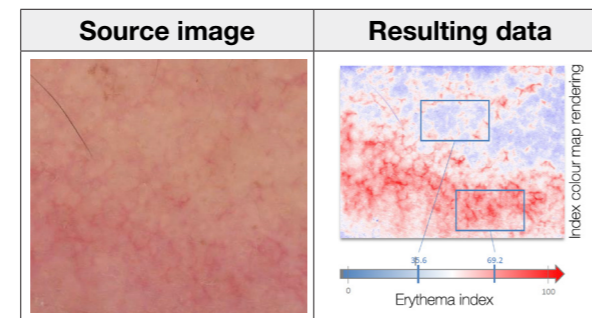 Source image
Resulting data
Index colour map rendering
35.6
69.2
0
100
Erythema index